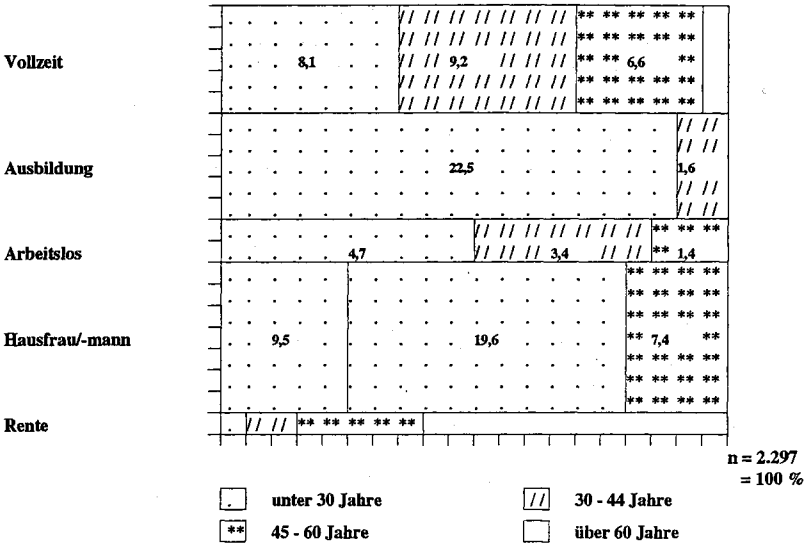 Vollzeit 8,1 9,2 6,6
Ausbildung 22,5 1,6
Arbeitslos 4,7 3,4 1,4
Hausfrau/-mann 9,5 19,6 7,4
Rente
n = 2.297
= 100 %
unter 30 Jahre
30 - 44 Jahre
45 - 60 Jahre
über 60 Jahre